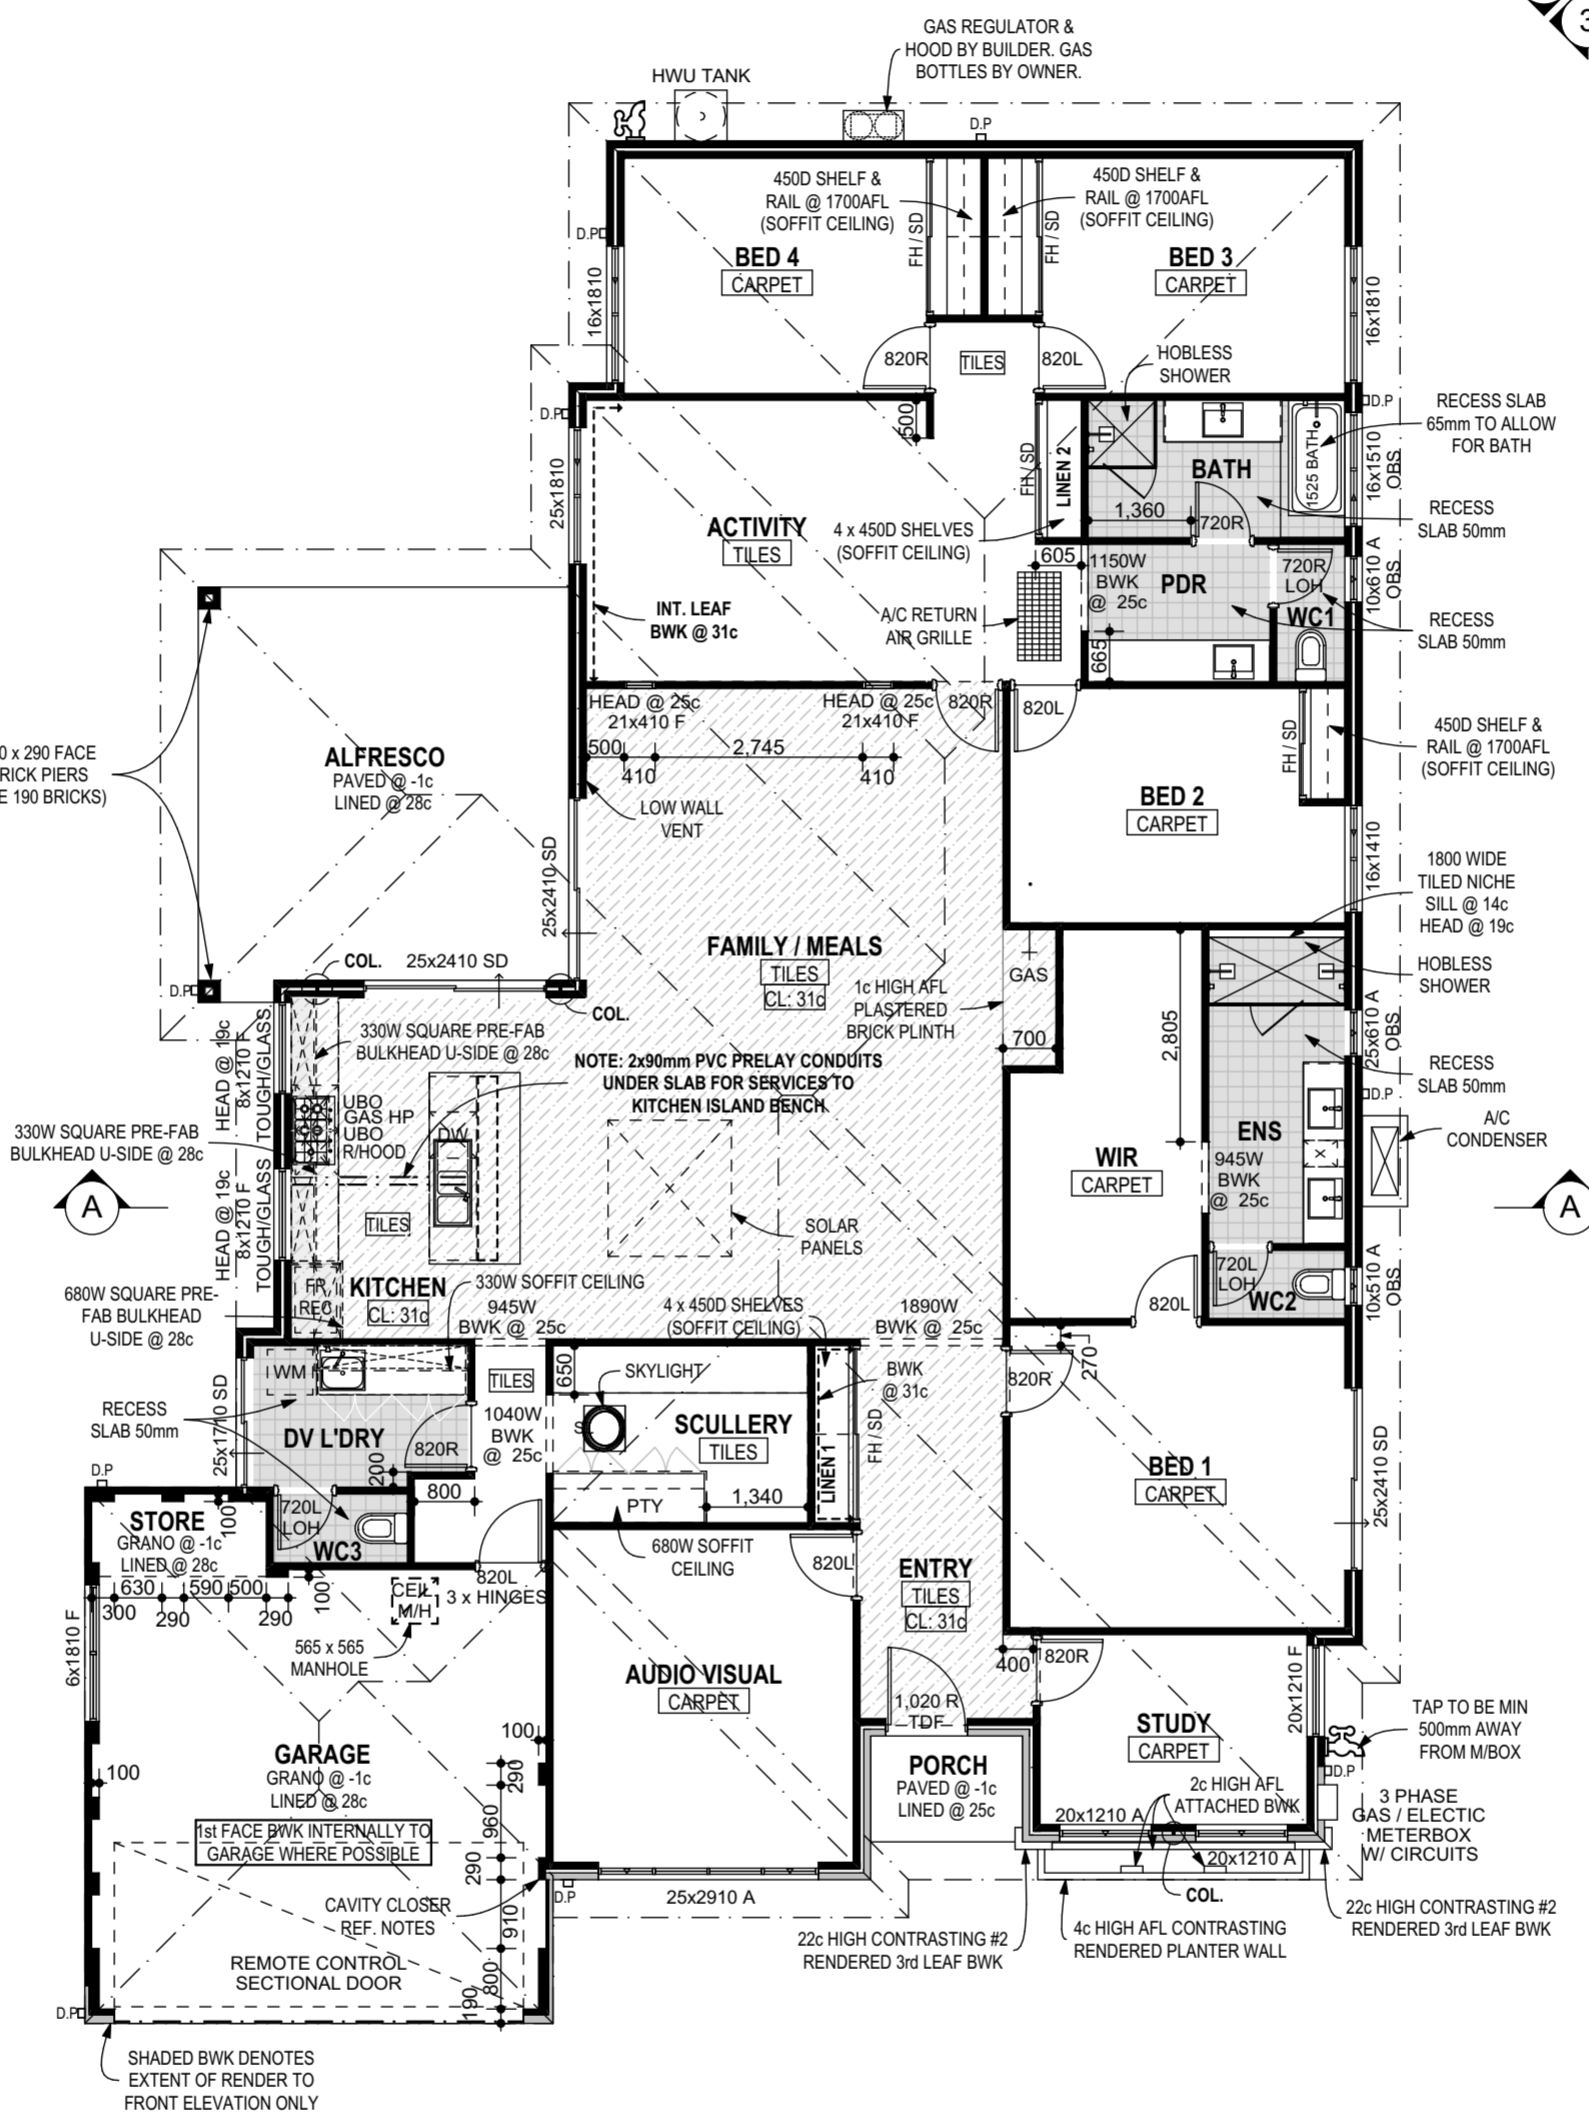 3
GAS REGULATOR &
HOOD BY BUILDER. GAS
BOTTLES BY OWNER.
HWU TANK
D.P
450D SHELF &
RAIL @ 1700AFL
(SOFFIT CEILING)
FH / SD
FH / SD
450D SHELF &
RAIL @ 1700AFL
(SOFFIT CEILING)
D.P
BED 4
CARPET
BED 3
CARPET
16x1810
16x1810
820R
TILES
820L
HOBLESS
SHOWER
D.P
500
D.P
RECESS SLAB
65mm TO ALLOW
FOR BATH
25x1810
FH / SD
LINEN 2
BATH
1525 BATH
16x1510
OBS
ACTIVITY
TILES
4 x 450D SHELVES
(SOFFIT CEILING)
1,360
720R
RECESS
SLAB 50mm
605
1150W
BWK
@ 25c
PDR
720R
LOH
WC1
10x610 A
OBS
INT. LEAF
BWK @ 31c
A/C RETURN
AIR GRILLE
665
RECESS
SLAB 50mm
HEAD @ 25c
21x410 F
HEAD @ 25c
21x410 F
820R
820L
500
410
2,745
410
FH / SD
450D SHELF &
RAIL @ 1700AFL
(SOFFIT CEILING)
0 x 290 FACE
RICK PIERS
E 190 BRICKS)
ALFRESCO
PAVED @ -1c
LINED @ 28c
LOW WALL
VENT
BED 2
CARPET
25x2410 SD
16x1410
1800 WIDE
TILED NICHE
SILL @ 14c
HEAD @ 19c
FAMILY / MEALS
TILES
CL: 31c
COL.
25x2410 SD
D.P
GAS
HOBLESS
SHOWER
1c HIGH AFL
PLASTERED
BRICK PLINTH
COL.
330W SQUARE PRE-FAB
BULKHEAD U-SIDE @ 28c
700
2,805
25x610 A
OBS
HEAD @ 19c
8x1210 F
TOUGH/GLASS
NOTE: 2x90mm PVC PRELAY CONDUITS
UNDER SLAB FOR SERVICES TO
KITCHEN ISLAND BENCH
RECESS
SLAB 50mm
D.P
UBO
GAS HP
UBO
R/HOOD
DW
330W SQUARE PRE-FAB
BULKHEAD U-SIDE @ 28c
ENS
945W
BWK
@ 25c
X
A/C
CONDENSER
WIR
CARPET
A
A
HEAD @ 19c
8x1210 F
TOUGH/GLASS
TILES
SOLAR
PANELS
X
680W SQUARE PRE-
FAB BULKHEAD
U-SIDE @ 28c
FR
REC
KITCHEN
CL: 31c
330W SOFFIT CEILING
945W
BWK @ 25c
4 x 450D SHELVES
(SOFFIT CEILING)
1890W
BWK @ 25c
820L
720L
LOH
WC2
10x510 A
OBS
270
WM
TILES
650
SKYLIGHT
BWK
@ 31c
820R
RECESS
SLAB 50mm
25x1710 SD
DV L'DRY
820R
1040W
BWK
@ 25c
SCULLERY
TILES
LINEN 1
FH / SD
BED 1
CARPET
25x2410 SD
D.P
200
800
PTY
1,340
STORE
GRANO @ -1c
LINED @ 28c
100
720L
LOH
WC3
680W SOFFIT
CEILING
820L
ENTRY
TILES
CL: 31c
820L
3 x HINGES
CEIL
M/H
630
590
500
300
290
290
100
6x1810 F
565 x 565
MANHOLE
400
820R
20x1210 F
AUDIO VISUAL
CARPET
1,020 R
TDF
STUDY
CARPET
TAP TO BE MIN
500mm AWAY
FROM M/BOX
D.P
100
GARAGE
GRANO @ -1c
LINED @ 28c
100
290
PORCH
PAVED @ -1c
LINED @ 25c
2c HIGH AFL
ATTACHED BWK
3 PHASE
GAS / ELECTIC
METERBOX
W/ CIRCUITS
1st FACE BWK INTERNALLY TO
GARAGE WHERE POSSIBLE
960
20x1210 A
20x1210 A
290
CAVITY CLOSER
REF. NOTES
D.P
25x2910 A
COL.
910
22c HIGH CONTRASTING #2
RENDERED 3rd LEAF BWK
4c HIGH AFL CONTRASTING
RENDERED PLANTER WALL
22c HIGH CONTRASTING #2
RENDERED 3rd LEAF BWK
REMOTE CONTROL
SECTIONAL DOOR
800
190
D.P
SHADED BWK DENOTES
EXTENT OF RENDER TO
FRONT ELEVATION ONLY